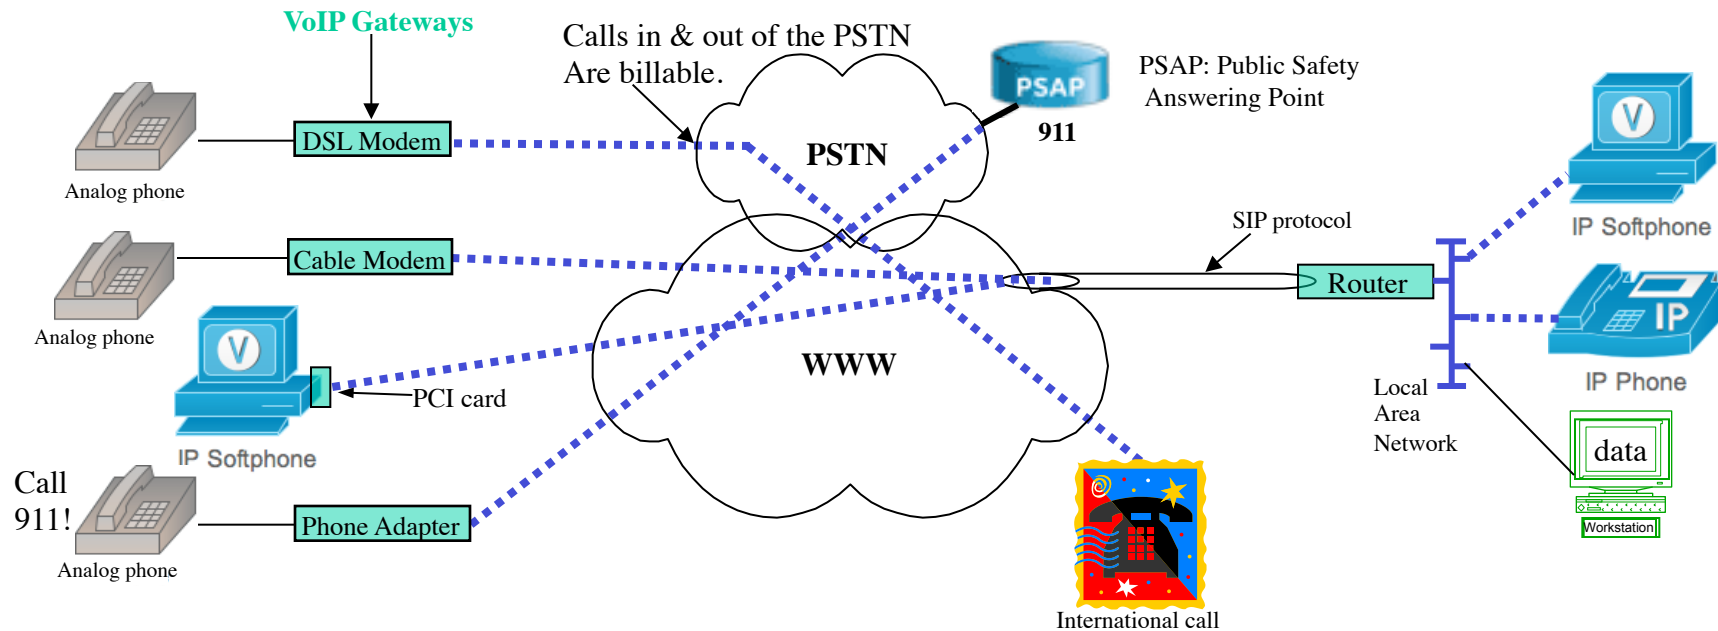 VoIP Gateways
Calls in & out of the PSTN
Are billable.
PSAP
911
PSAP: Public Safety
Answering Point
V
IP Softphone
DSL Modem
Analog phone
PSTN
SIP protocol
Cable Modem
Analog phone
Router
IP
IP Phone
V
PCI card
IP Softphone
WWW
Local
Area
Network
data
Workstation
Call
911!
Phone Adapter
Analog phone
International call